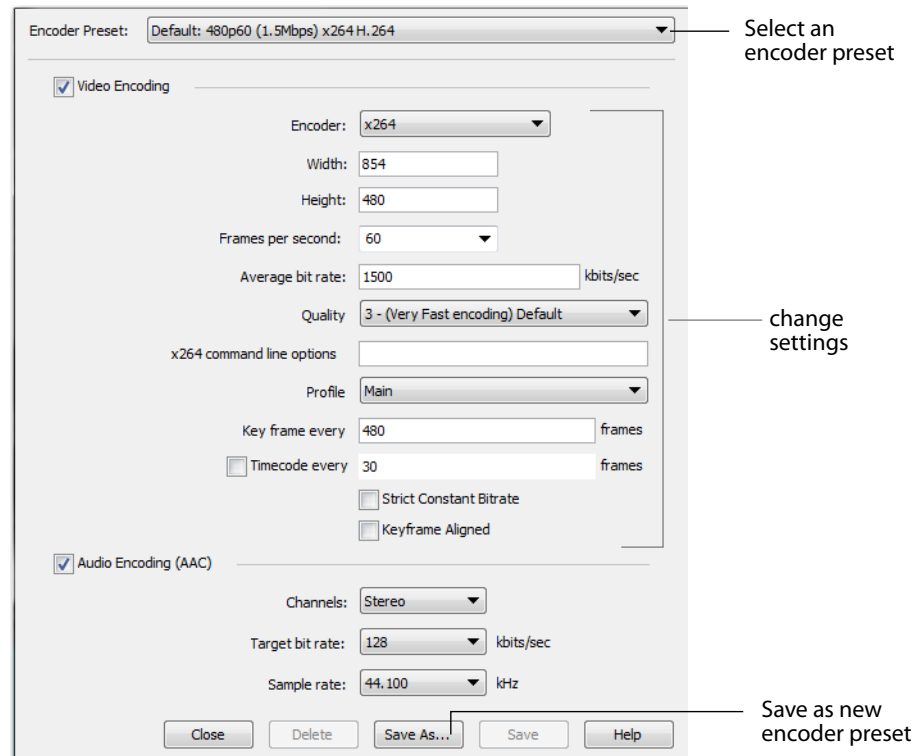 Encoder Preset: Default: 480p60 (1.5Mbps) x264 H.264
Select an
encoder preset
Video Encoding
Encoder: x264
Width: 854
Height: 480
Frames per second: 60
Average bit rate: 1500 kbits/sec
Quality 3 - (Very Fast encoding) Default
change
settings
x264 command line options
Profile Main
Key frame every 480 frames
Timecode every 30 frames
Strict Constant Bitrate
Keyframe Aligned
Audio Encoding (AAC)
Channels: Stereo
Target bit rate: 128 kbits/sec
Sample rate: 44.100 kHz
Close Delete Save As... Save Help
Save as new
encoder preset